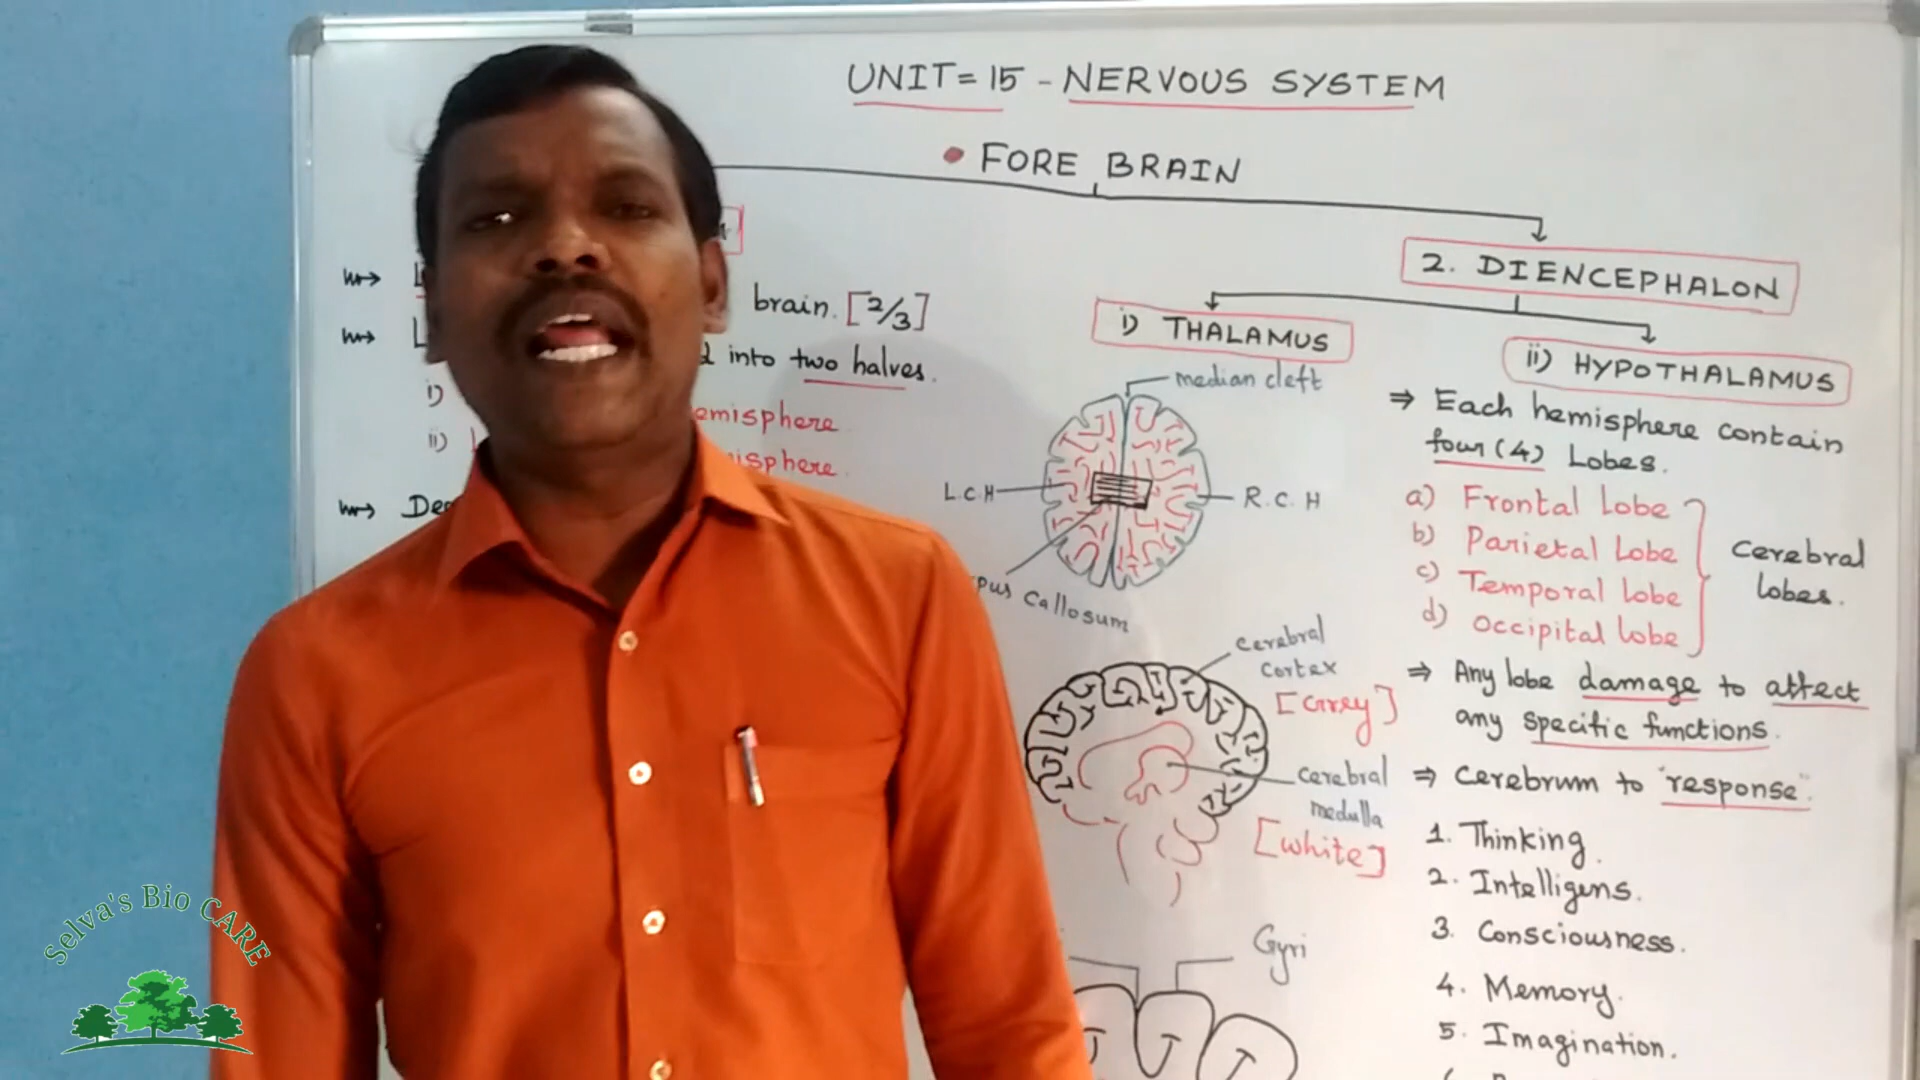 UNIT = 15 - NERVOUS SYSTEM
• FORE BRAIN
2. DIENCEPHALON
i) THALAMUS
ii) HYPOTHALAMUS
brain. [2/3]
into two halves.
i)
ii)
emisphere
isphere.
median cleft
L.C.H
R.C.H
pus callosum
cerebral
cortex
[Grey]
cerebral
medulla
[white]
Gyri
⇒ Each hemisphere contain
four (4) Lobes.
a) Frontal Lobe
b) Parietal Lobe
c) Temporal lobe
d) occipital lobe
cerebral
lobes.
⇒ Any lobe damage to affect
any specific functions.
⇒ cerebrum to "response".
1. Thinking.
2. Intelligens.
3. Consciousness.
4. Memory.
5. Imagination.
Selva's Bio CARE